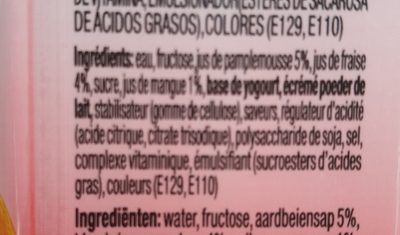 DE VITAMINA, EMULSIONADOR (ÉSTERES DE SACAROSA
DE ÁCIDOS GRASOS), COLORES (E129, E110)
Ingrédients: eau, fructose, jus de pamplemousse 5%, jus de fraise
4%, sucre, jus de mangue 1%, base de yogourt, écrémé poeder de
lait, stabilisateur (gomme de cellulose), saveurs, régulateur d'acidité
(acide citrique, citrate trisodique), polysaccharide de soja, sel,
complexe vitaminique, émulsifiant (sucroesters d'acides
gras), couleurs (E129, E110)
Ingrediënten: water, fructose, aardbeiensap 5%,